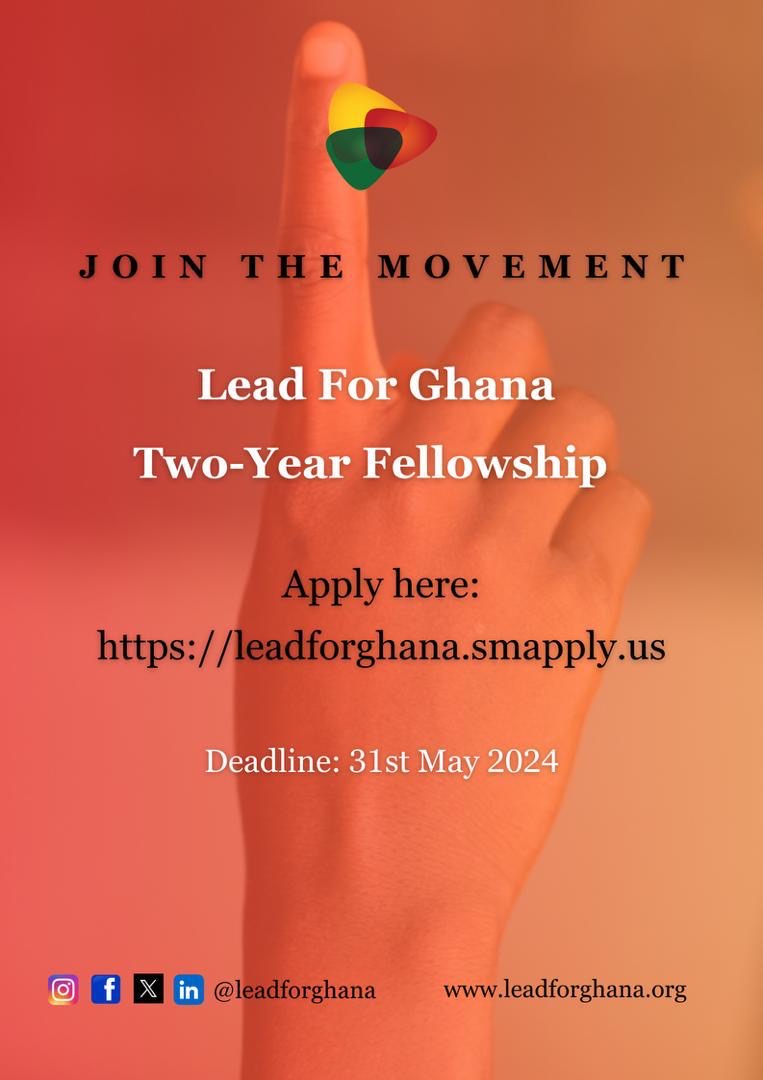 JOIN THE MOVEMENT
Lead For Ghana
Two-Year Fellowship
Apply here:
https://leadforghana.smapply.us
Deadline: 31st May 2024
@leadforghana www.leadforghana.org